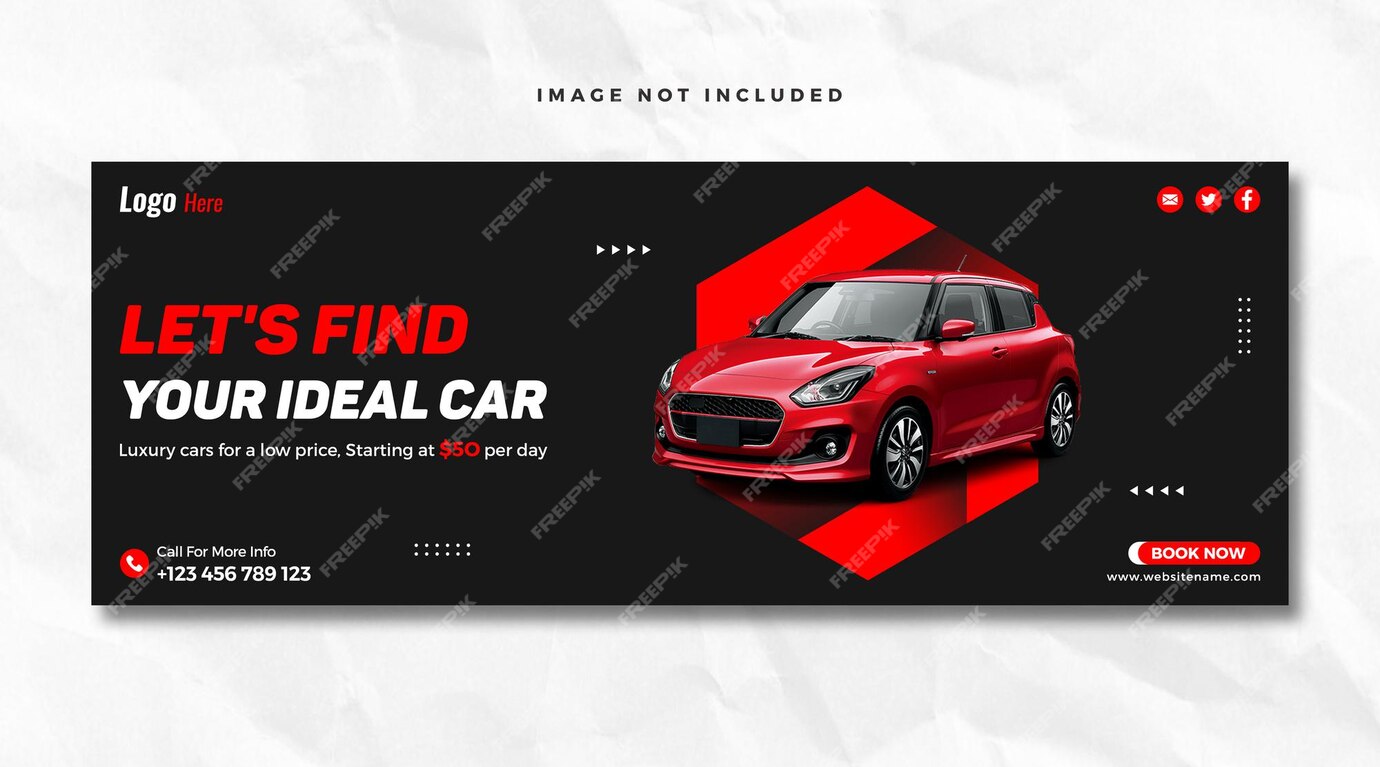 IMAGE NOT INCLUDED
Logo Here
LET'S FIND
YOUR IDEAL CAR
Luxury cars for a low price, Starting at $50 per day
Call For More Info
+123 456 789 123
BOOK NOW
www.websitename.com
FREEPIK